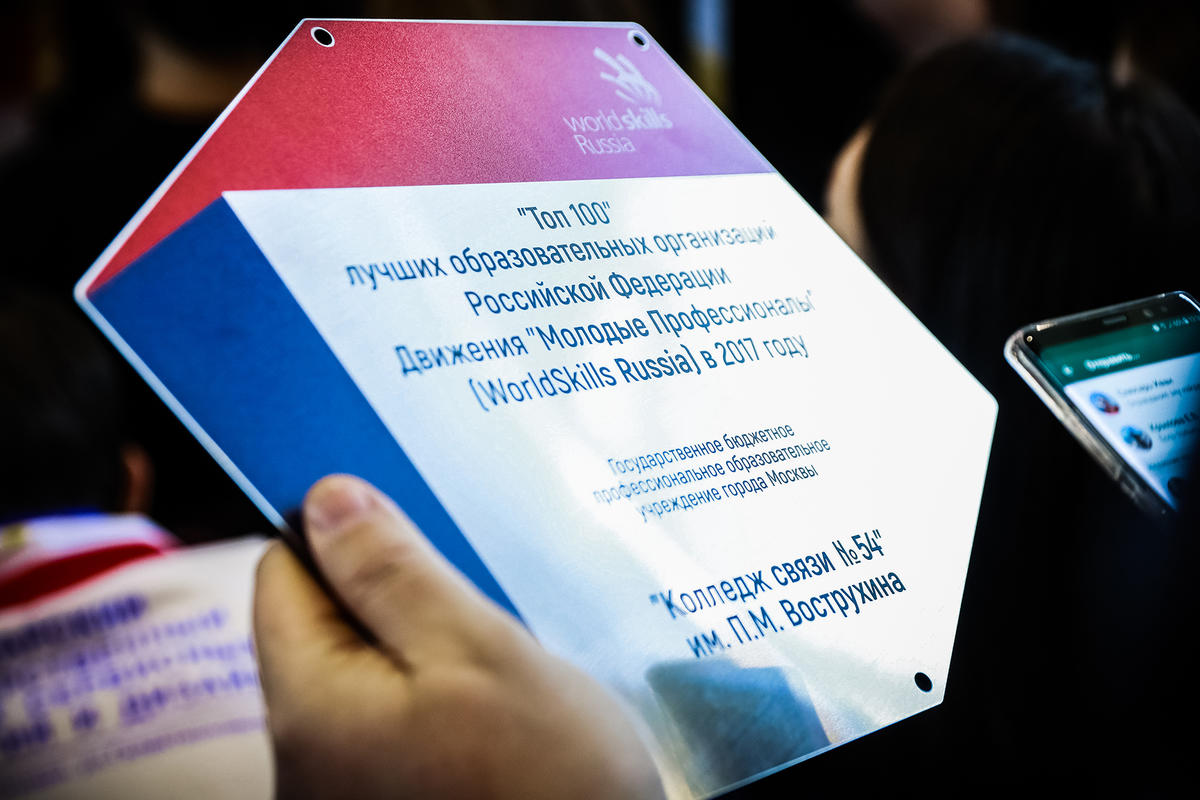 worldskills
Russia
"Топ 100"
лучших образовательных организаций
Российской Федерации
Движения "Молодые Профессионалы"
(WorldSkills Russia) в 2017 году
Государственное бюджетное
профессиональное образовательное
учреждение города Москвы
"Колледж связи №54"
им. П.М. Вострухина
Отправить...